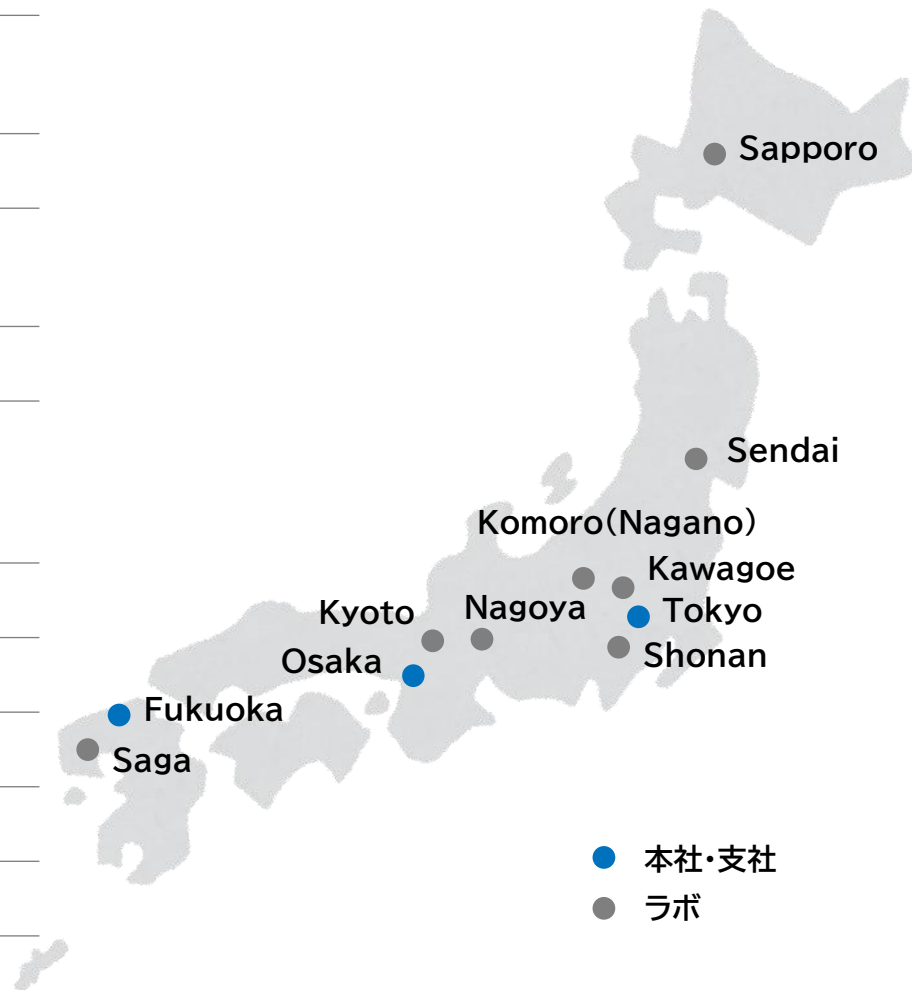 Sapporo
Sendai
Komoro(Nagano)
Kawagoe
Nagoya
Tokyo
Kyoto
Shonan
Osaka
Fukuoka
Saga
本社・支社
ラボ